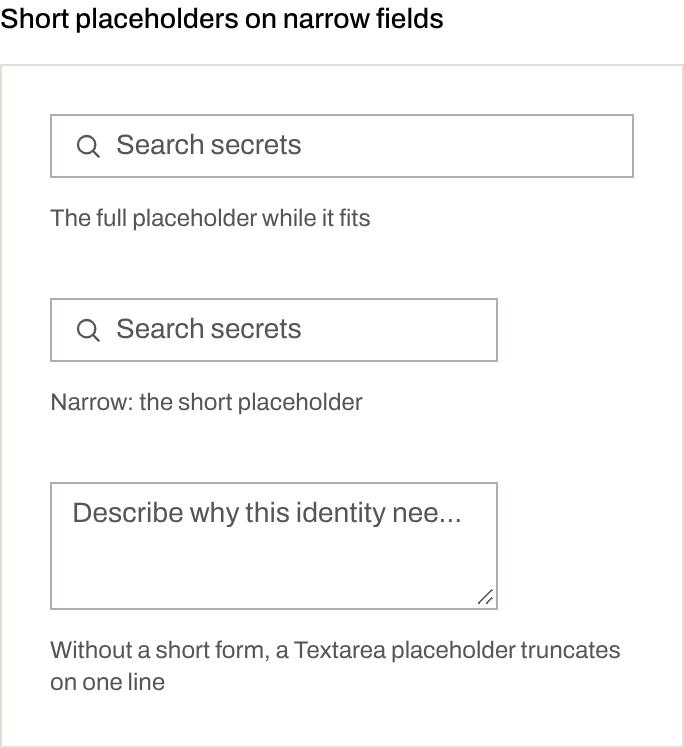 Short placeholders on narrow fields
Search secrets
The full placeholder while it fits
Search secrets
Narrow: the short placeholder
Describe why this identity nee...
Without a short form, a Textarea placeholder truncates
on one line